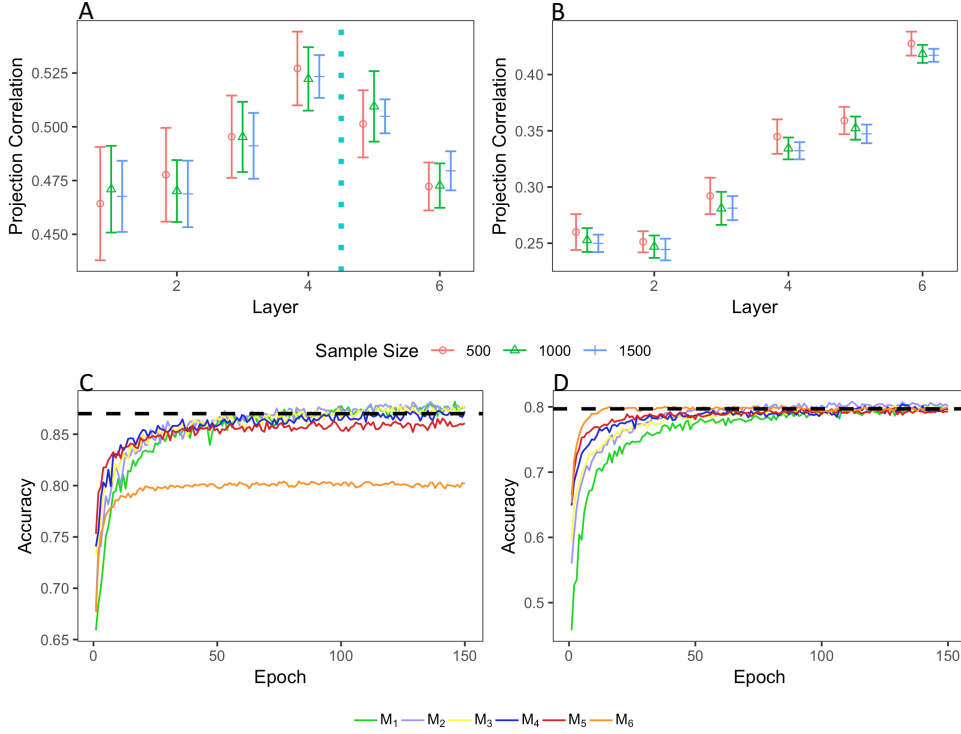 A
B
Projection Correlation
0.525
0.500
0.475
0.450
2
4
6
Layer
Projection Correlation
0.40
0.35
0.30
0.25
2
4
6
Layer
Sample Size 500 1000 1500
C
D
Accuracy
0.85
0.80
0.75
0.70
0.65
0
50
100
150
Epoch
Accuracy
0.8
0.7
0.6
0.5
0
50
100
150
Epoch
M₁ M₂ M₃ M₄ M₅ M₆